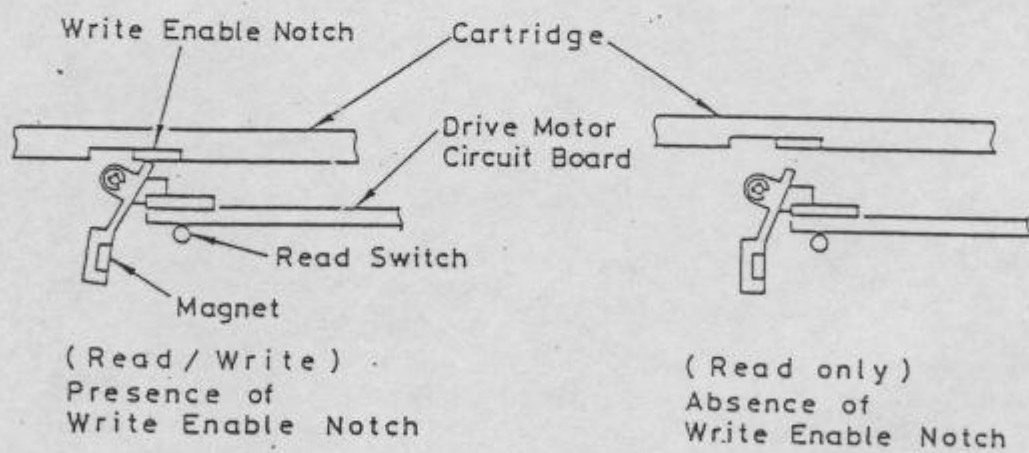 Write Enable Notch
Cartridge
Drive Motor
Circuit Board
Read Switch
Magnet
(Read / Write)
Presence of
Write Enable Notch
(Read only)
Absence of
Write Enable Notch